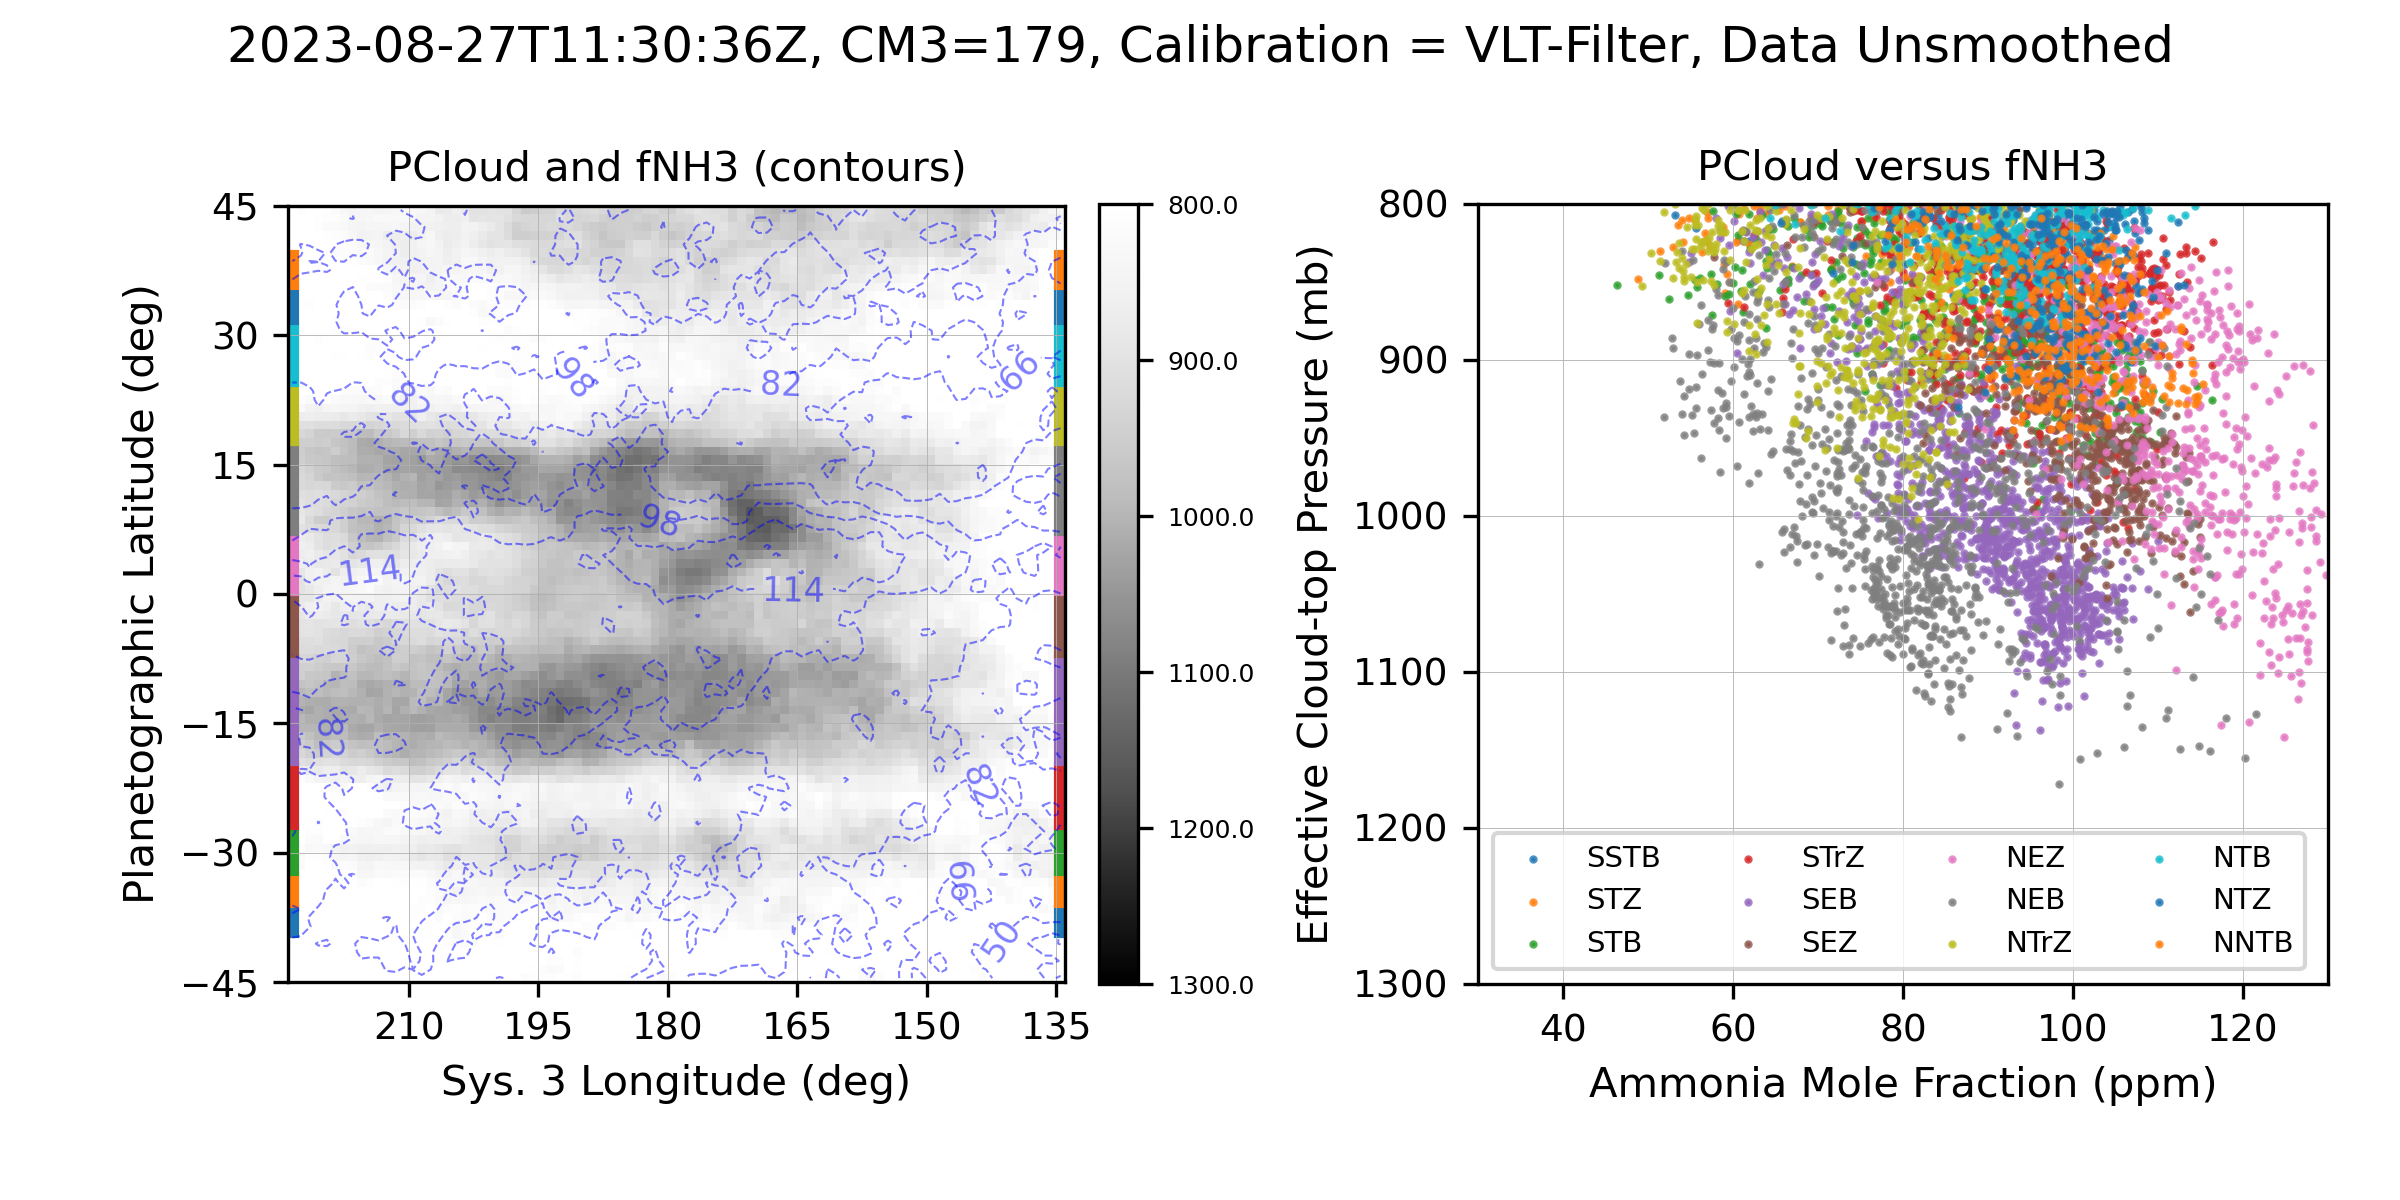 2023-08-27T11:30:36Z, CM3=179, Calibration = VLT-Filter, Data Unsmoothed
PCloud and fNH3 (contours)
Planetographic Latitude (deg)
45
30
15
0
−15
−30
−45
210 195 180 165 150 135
Sys. 3 Longitude (deg)
82
98
82
66
98
114
114
82
82
66
50
800.0
900.0
1000.0
1100.0
1200.0
1300.0
PCloud versus fNH3
Effective Cloud-top Pressure (mb)
800
900
1000
1100
1200
1300
SSTB STrZ NEZ NTB
STZ SEB NEB NTZ
STB SEZ NTrZ NNTB
40 60 80 100 120
Ammonia Mole Fraction (ppm)